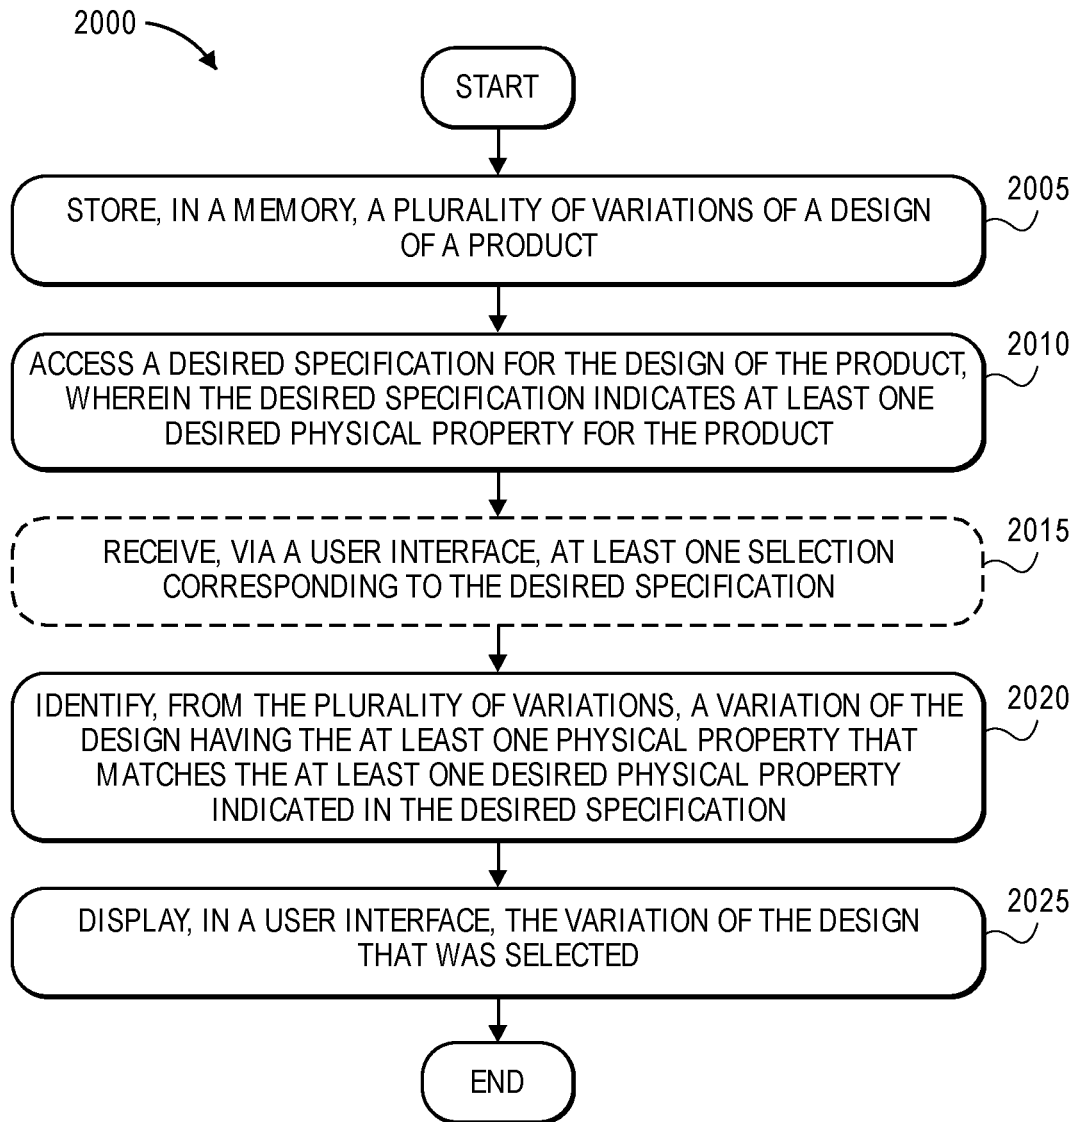 2000
START
STORE, IN A MEMORY, A PLURALITY OF VARIATIONS OF A DESIGN
OF A PRODUCT
2005
ACCESS A DESIRED SPECIFICATION FOR THE DESIGN OF THE PRODUCT,
WHEREIN THE DESIRED SPECIFICATION INDICATES AT LEAST ONE
DESIRED PHYSICAL PROPERTY FOR THE PRODUCT
2010
RECEIVE, VIA A USER INTERFACE, AT LEAST ONE SELECTION
CORRESPONDING TO THE DESIRED SPECIFICATION
2015
IDENTIFY, FROM THE PLURALITY OF VARIATIONS, A VARIATION OF THE
DESIGN HAVING THE AT LEAST ONE PHYSICAL PROPERTY THAT
MATCHES THE AT LEAST ONE DESIRED PHYSICAL PROPERTY
INDICATED IN THE DESIRED SPECIFICATION
2020
DISPLAY, IN A USER INTERFACE, THE VARIATION OF THE DESIGN
THAT WAS SELECTED
2025
END